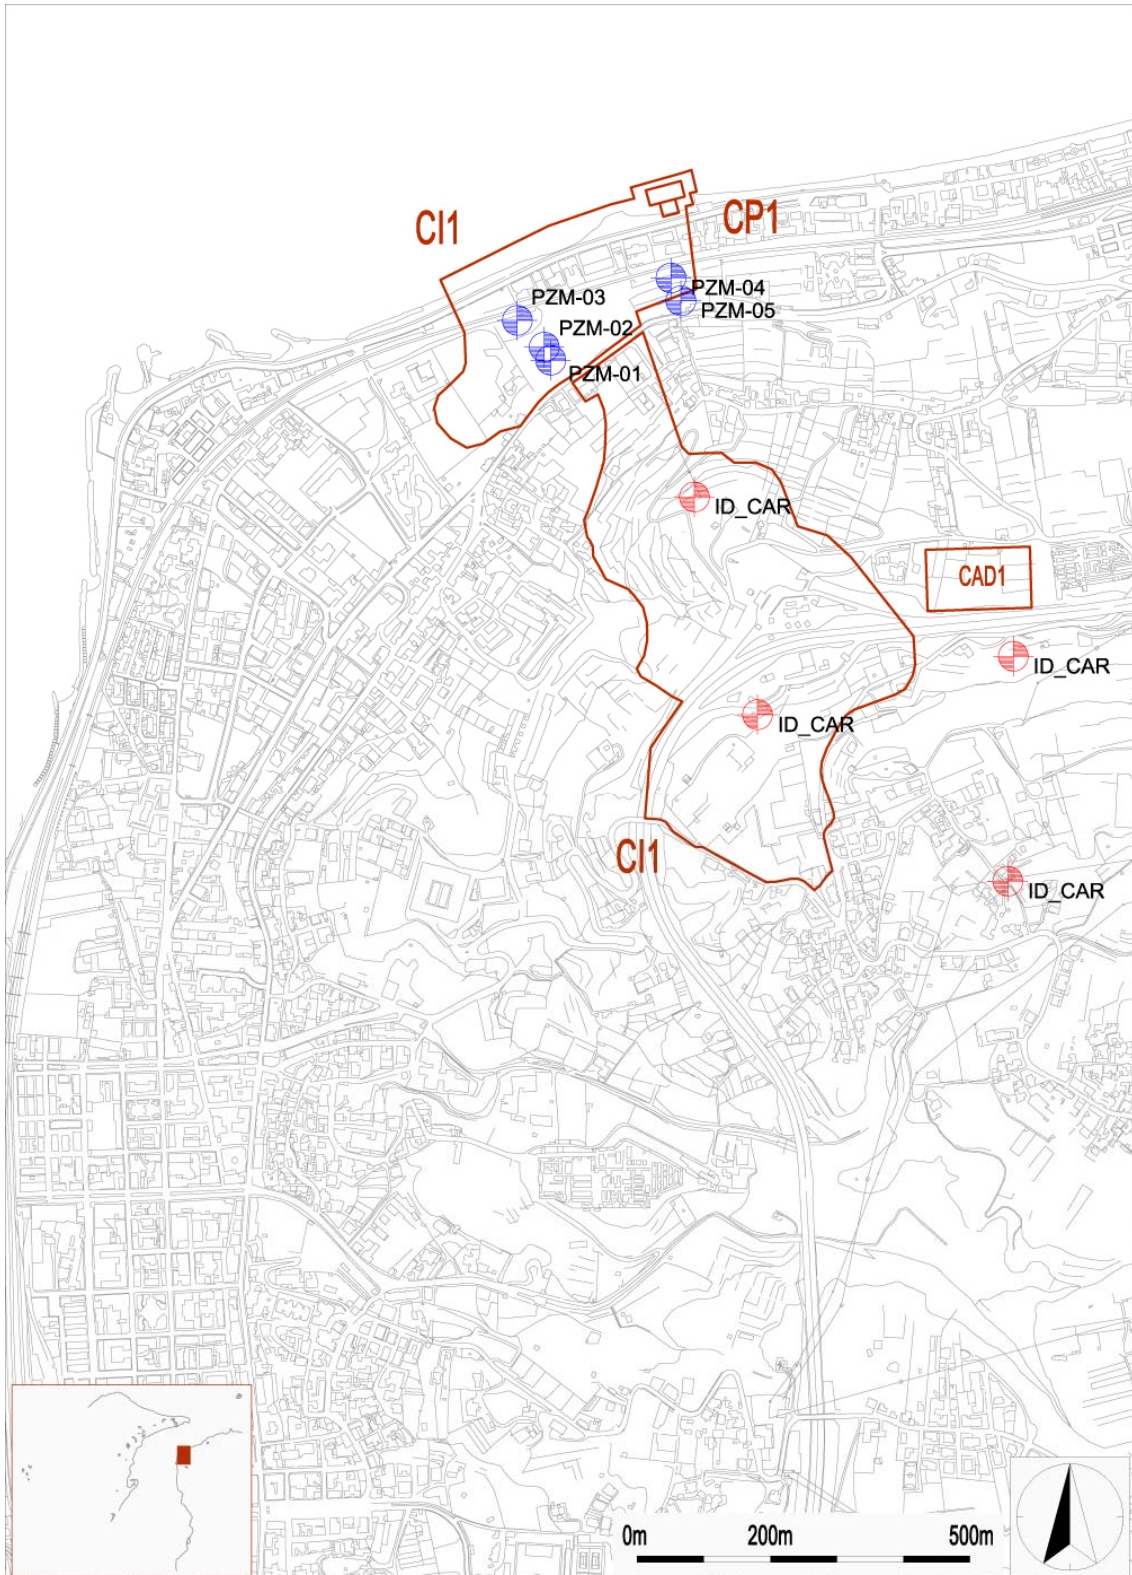 CI1
CP1
PZM-04
PZM-03
PZM-05
PZM-02
PZM-01
ID_CAR
CAD1
ID_CAR
ID_CAR
CI1
ID_CAR
0m 200m 500m